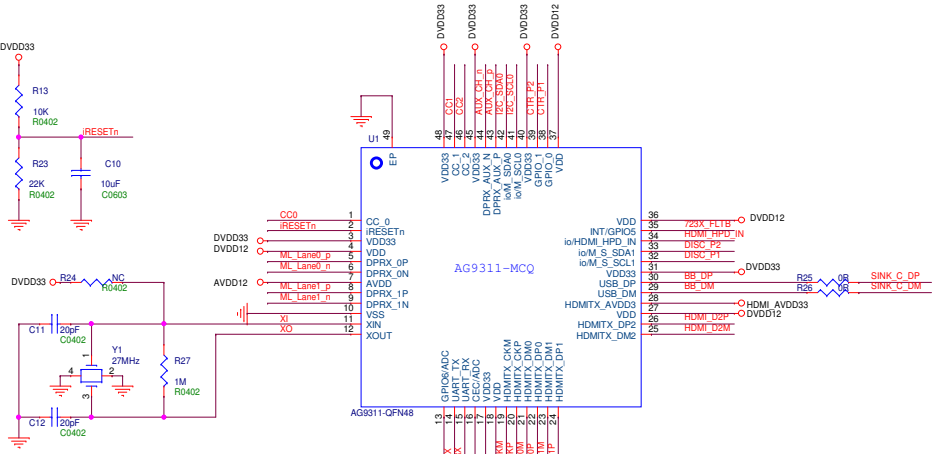 DVDD33
R13
10K
R0402
iRESETn
R23
22K
R0402
C10
10uF
C0603
DVDD33
DVDD33
DVDD33
DVDD12
CC1
CC2
AUX_CH_n
AUX_CH_p
I2C_SDA0
I2C_SCL0
CTR_P2
CTR_P1
49
48
47
46
45
44
43
42
41
40
39
38
37
U1
EP
VDD33
CC_1
CC_2
VDD33
DPRX_AUX_N
DPRX_AUX_P
io/M_SDA0
io/M_SCL0
VDD33
GPIO_1
GPIO_0
VDD
CC0 1 CC_0
iRESETn 2 iRESETn
DVDD33 3 VDD33
DVDD12 4 VDD
ML_Lane0_p 5 DPRX_0P
ML_Lane0_n 6 DPRX_0N
AVDD12 7 AVDD
ML_Lane1_p 8 DPRX_1P
ML_Lane1_n 9 DPRX_1N
10 VSS
XI 11 XIN
XO 12 XOUT
AG9311-MCQ
VDD 36 DVDD12
INT/GPIO5 35 723X_FLTB
io/HDMI_HPD_IN 34 HDMI_HPD_IN
io/M_S_SDA1 33 DISC_P2
io/M_S_SCL1 32 DISC_P1
VDD33 31 DVDD33
USB_DP 30 BB_DP R25 0R SINK_C_DP
USB_DM 29 BB_DM R26 0R SINK_C_DM
HDMITX_AVDD3 28 HDMI_AVDD33
VDD 27 DVDD12
HDMITX_DP2 26 HDMI_D2P
HDMITX_DM2 25 HDMI_D2M
DVDD33
R24
NC
R0402
C11
20pF
C0402
Y1
27MHz
1
4
2
3
R27
1M
R0402
C12
20pF
C0402
AG9311-QFN48
GPIO6/ADC
UART_TX
UART_RX
CEC/ADC
VDD33
VDD
HDMITX_CKM
HDMITX_CKP
HDMITX_DM0
HDMITX_DP0
HDMITX_DM1
HDMITX_DP1
13
14
15
16
17
18
19
20
21
22
23
24
X
X
KM
KP
0M
0P
1M
1P